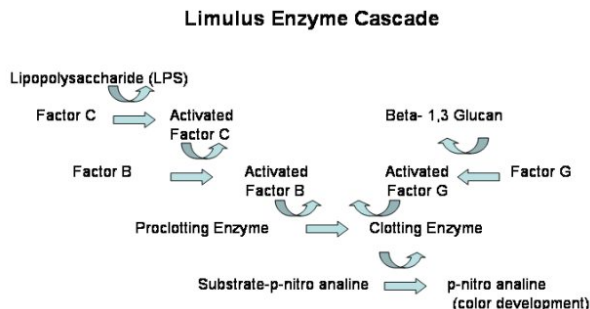 Limulus Enzyme Cascade
Lipopolysaccharide (LPS)
Factor C
Activated
Factor C
Beta- 1,3 Glucan
Factor B
Activated
Factor B
Activated
Factor G
Factor G
Proclotting Enzyme
Clotting Enzyme
Substrate-p-nitro analine
p-nitro analine
(color development)